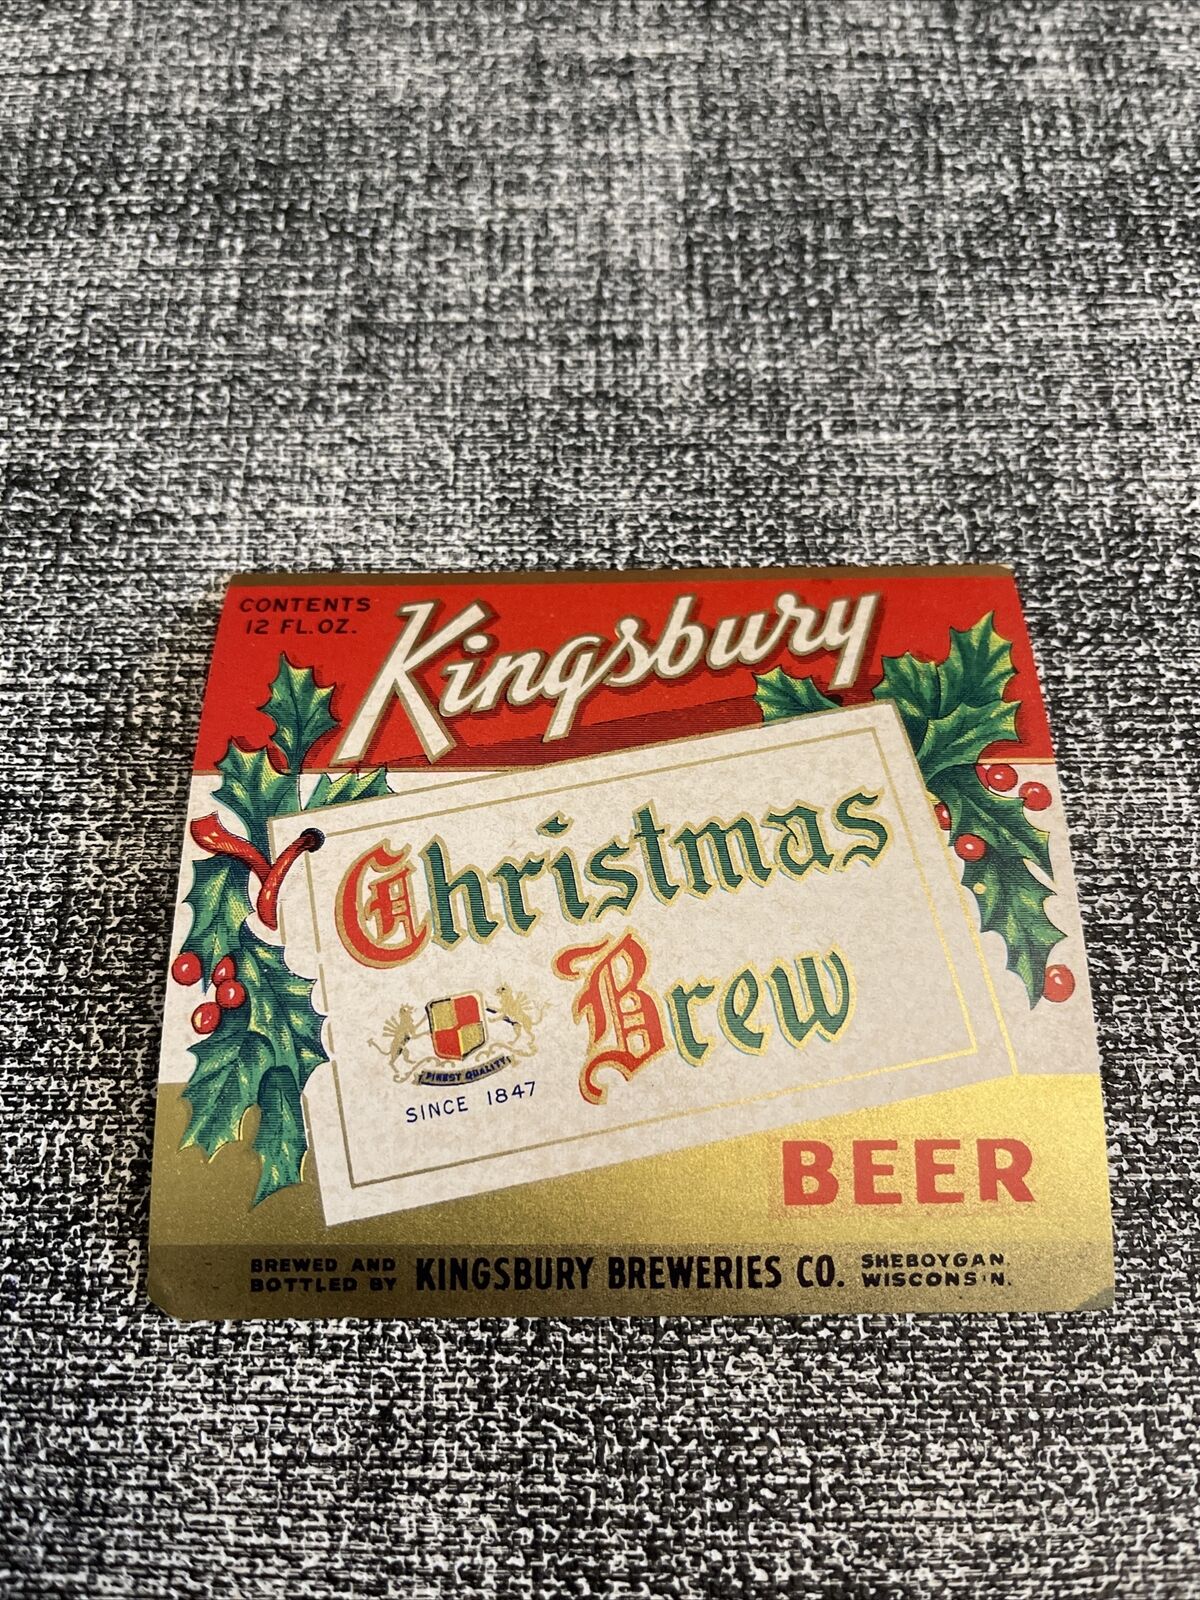 CONTENTS
12 FL. OZ.
Kingsbury
Christmas
Brew
FINEST QUALITY
SINCE 1847
BEER
BREWED AND
BOTTLED BY
KINGSBURY BREWERIES CO.
SHEBOYGAN,
WISCONSIN.